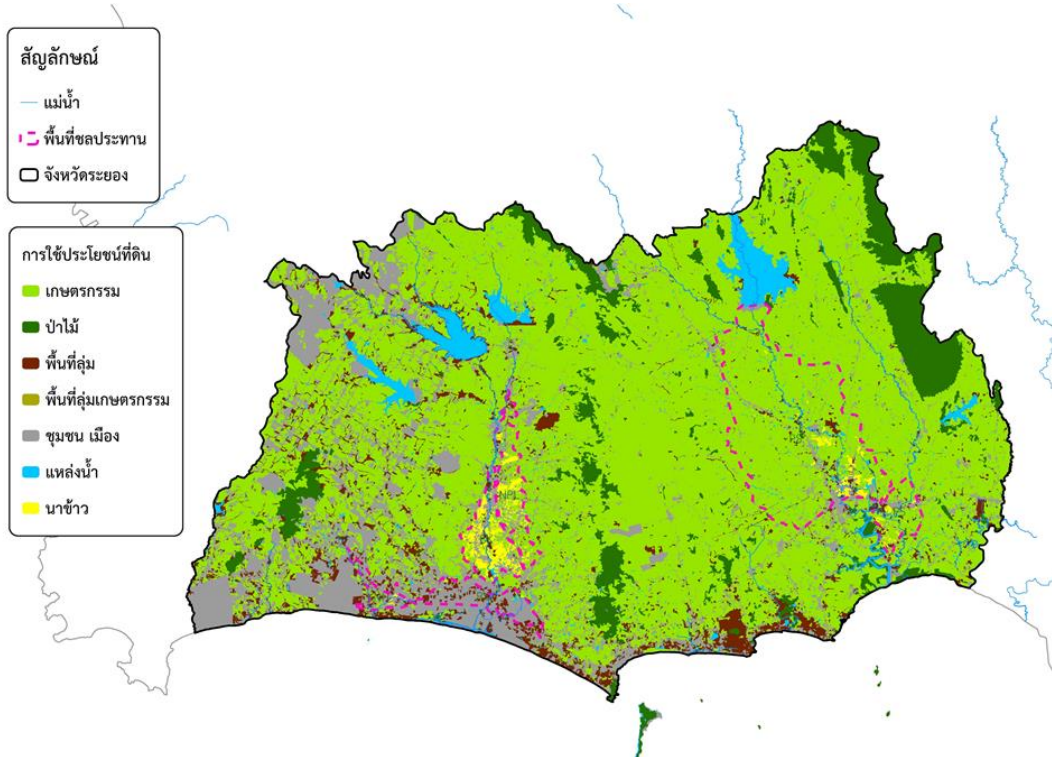 สัญลักษณ์
แม่น้ำ
พื้นที่ชลประทาน
จังหวัดระยอง
การใช้ประโยชน์ที่ดิน
เกษตรกรรม
ป่าไม้
พื้นที่ลุ่ม
พื้นที่ลุ่มเกษตรกรรม
ชุมชน เมือง
แหล่งน้ำ
นาข้าว